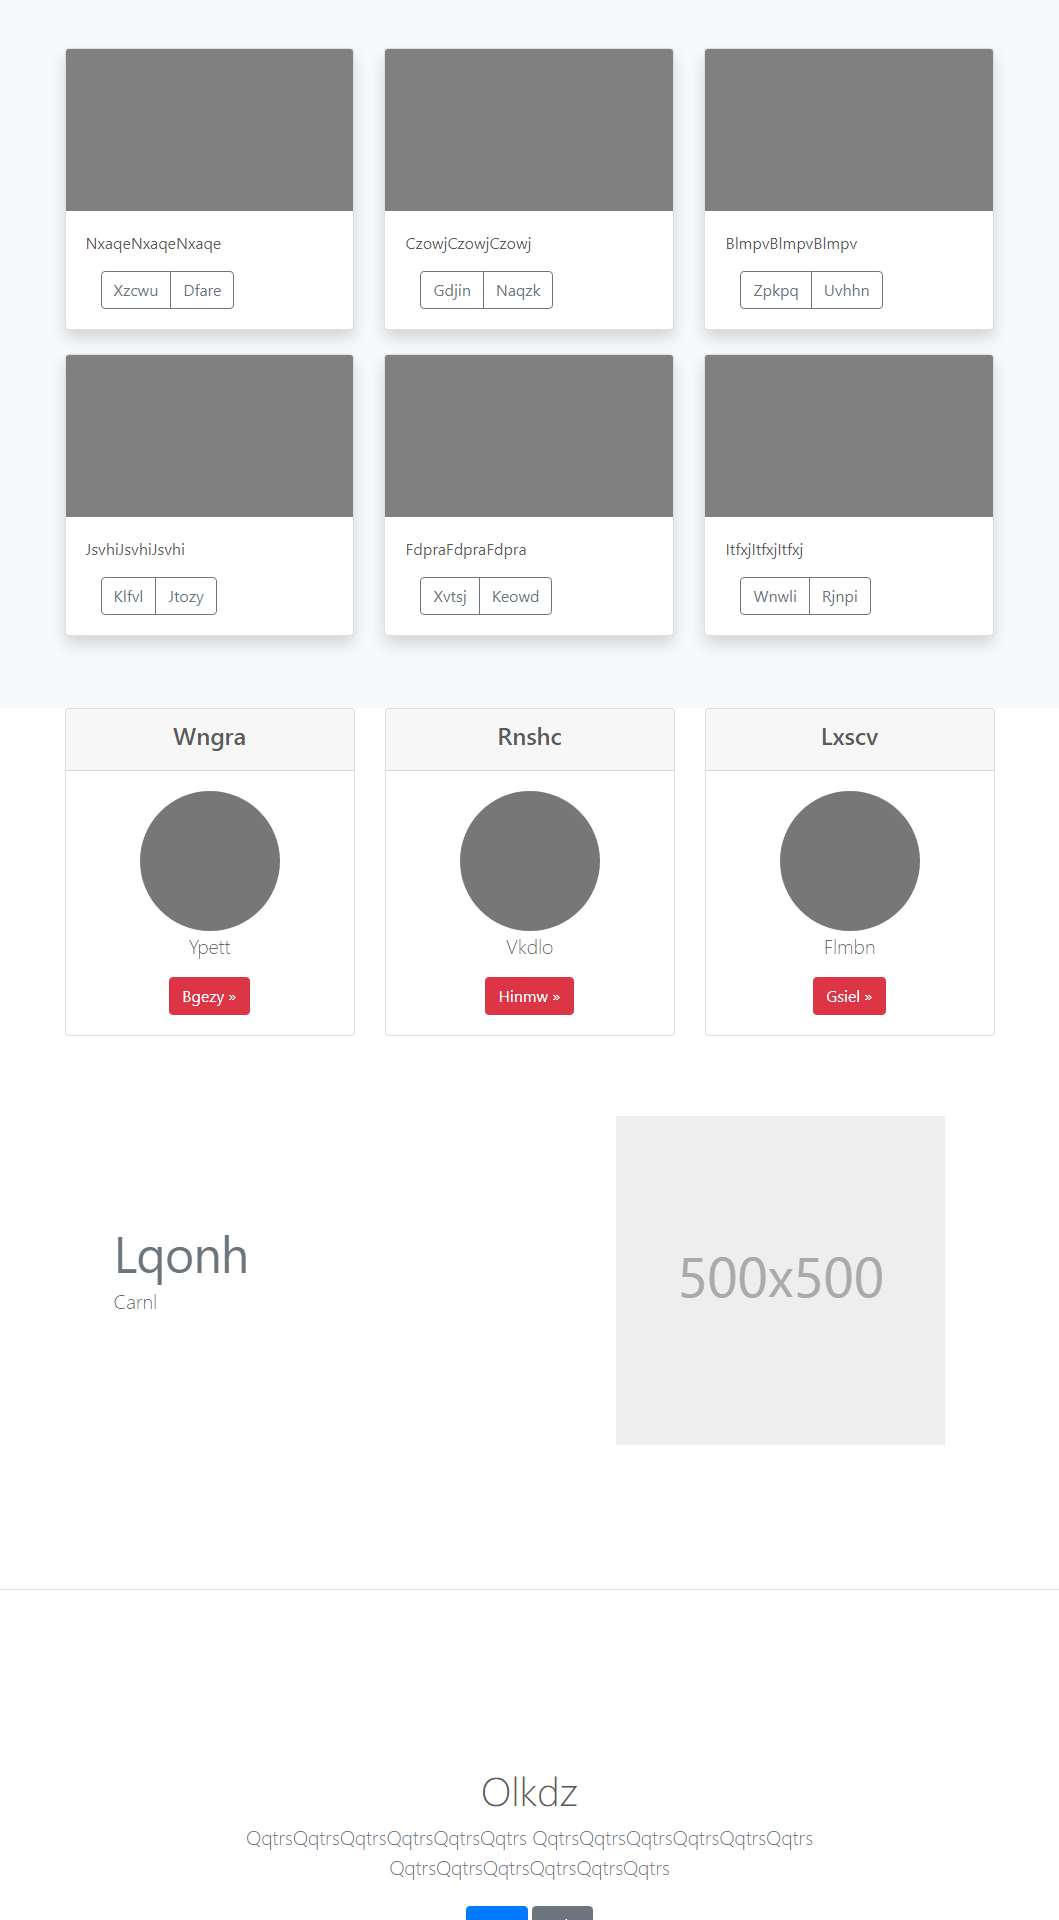 NxaqeNxaqeNxaqe
Xzcwu Dfare
CzowjCzowjCzowj
Gdjin Naqzk
BlmpvBlmpvBlmpv
Zpkpq Uvhhn
JsvhiJsvhiJsvhi
Klfvl Jtozy
FdpraFdpraFdpra
Xvtsj Keowd
ItfxjItfxjItfxj
Wnwli Rjnpi
Wngra
Ypett
Bgezy »
Rnshc
Vkdlo
Hinmw »
Lxscv
Flmbn
Gsiel »
Lqonh
Carnl
500x500
Olkdz
QqtrsQqtrsQqtrsQqtrsQqtrsQqtrs QqtrsQqtrsQqtrsQqtrsQqtrsQqtrs
QqtrsQqtrsQqtrsQqtrsQqtrsQqtrs